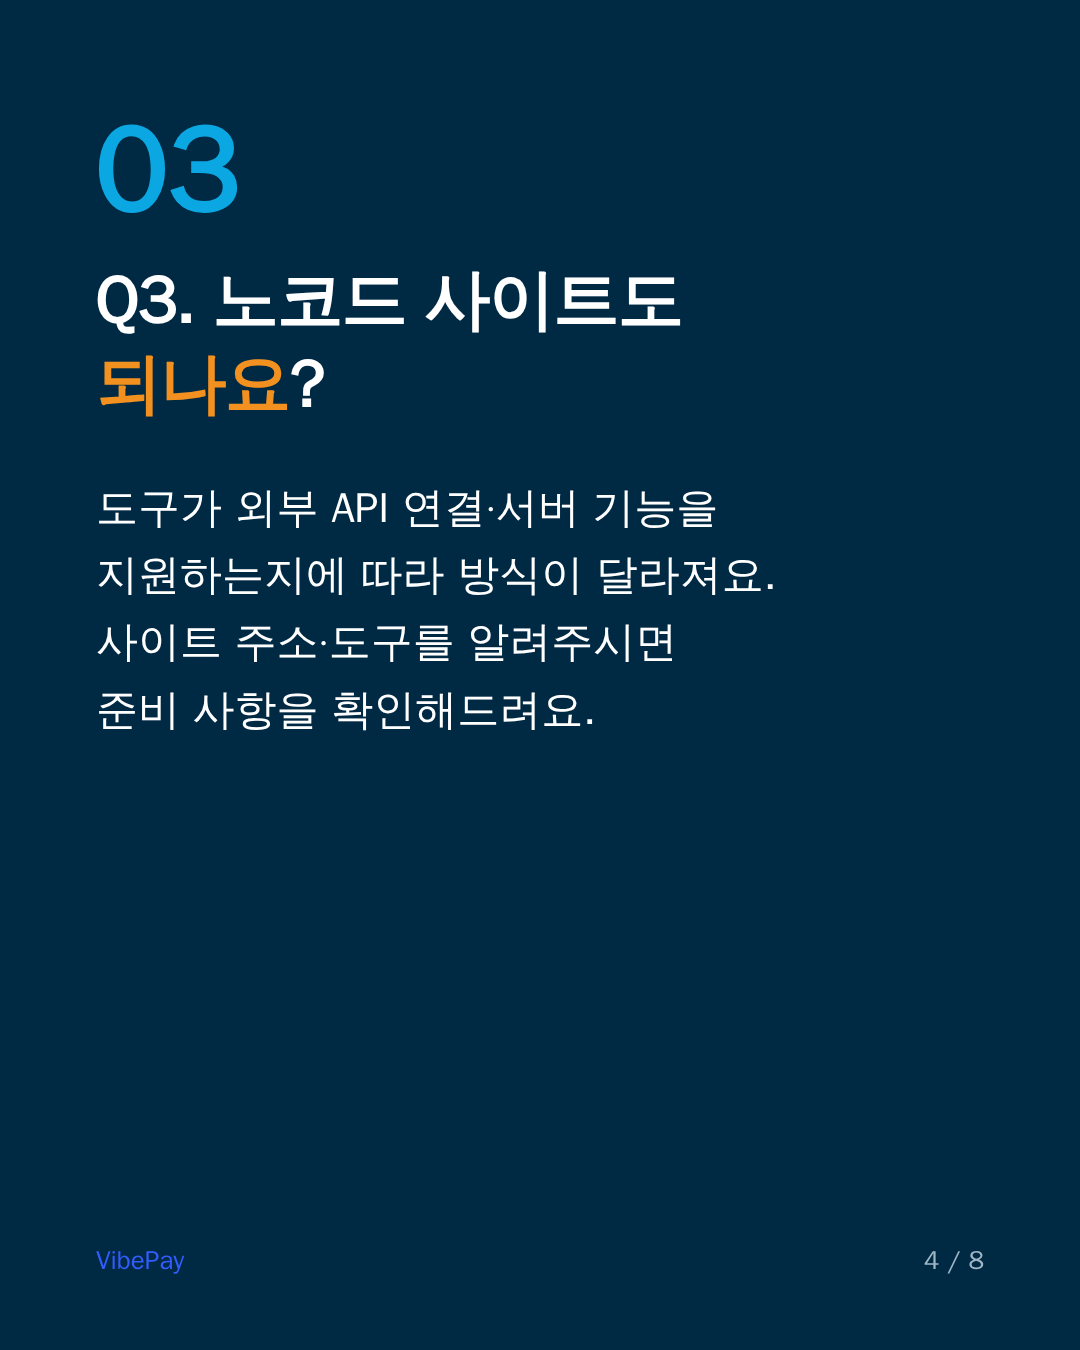 03
Q3. 노코드 사이트도
되나요?
도구가 외부 API 연결·서버 기능을
지원하는지에 따라 방식이 달라져요.
사이트 주소·도구를 알려주시면
준비 사항을 확인해드려요.
VibePay
4 / 8